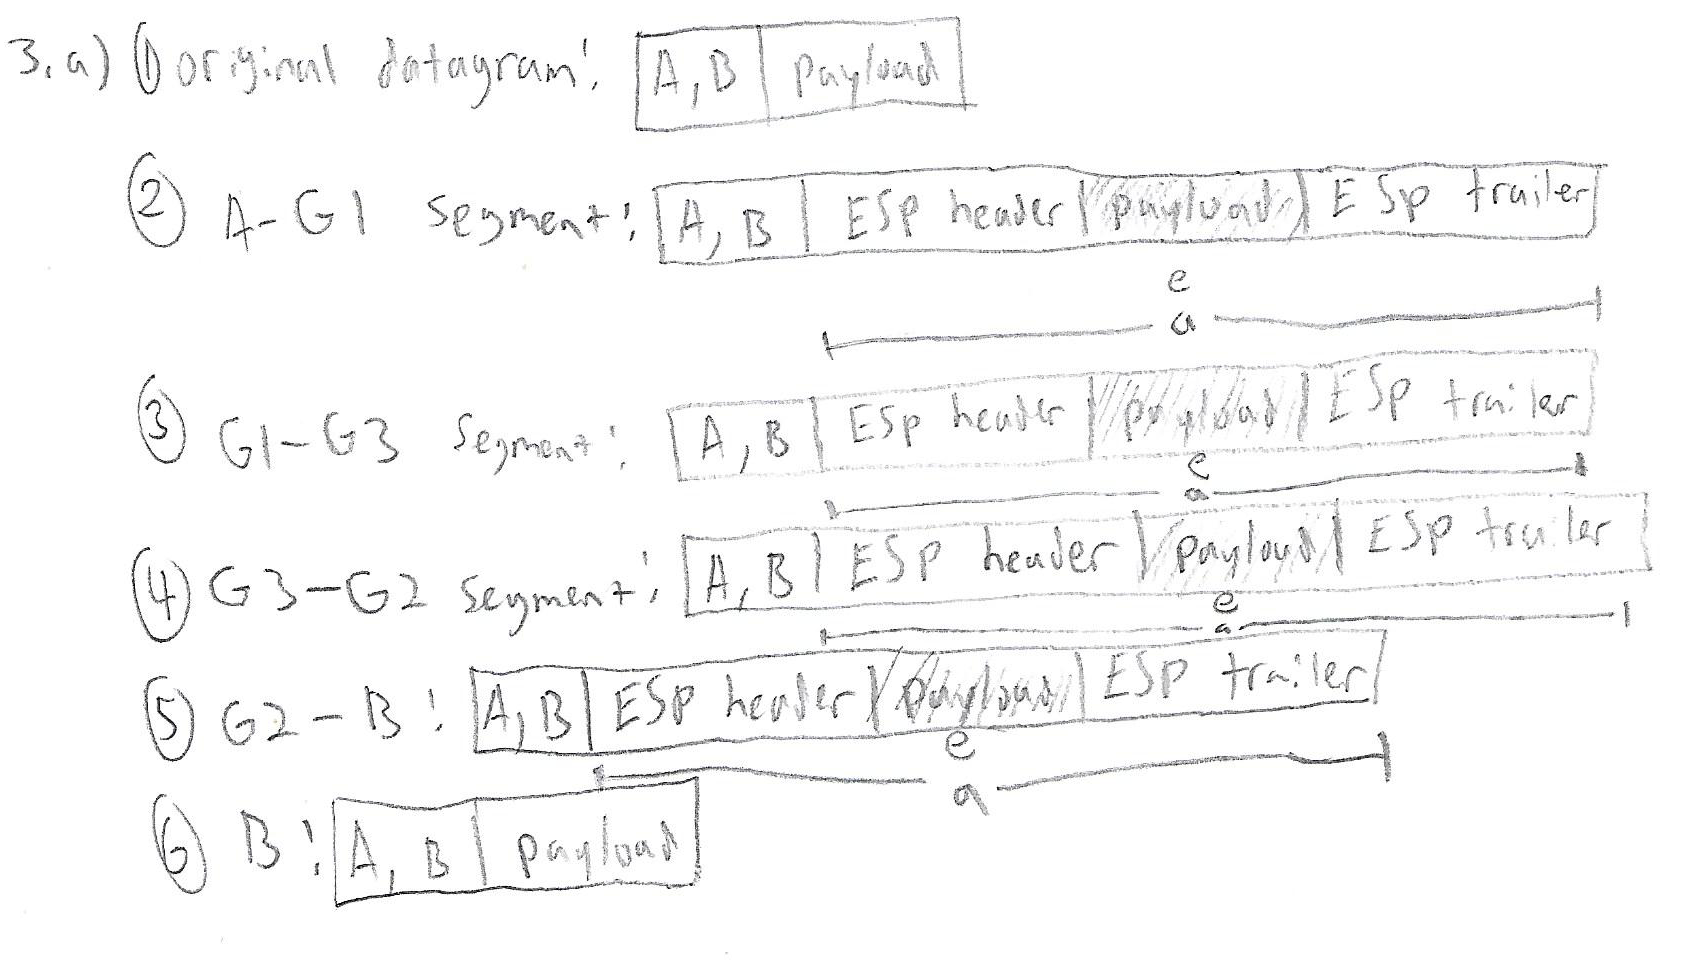 3.a) ① original datagram: A, B payload
② A-G1 segment: A, B ESP header payload ESP trailer
e
a
③ G1-G3 segment: A, B ESP header payload ESP trailer
e
a
④ G3-G2 segment: A, B ESP header payload ESP trailer
e
a
⑤ G2-B: A, B ESP header payload ESP trailer
e
a
⑥ B: A, B payload